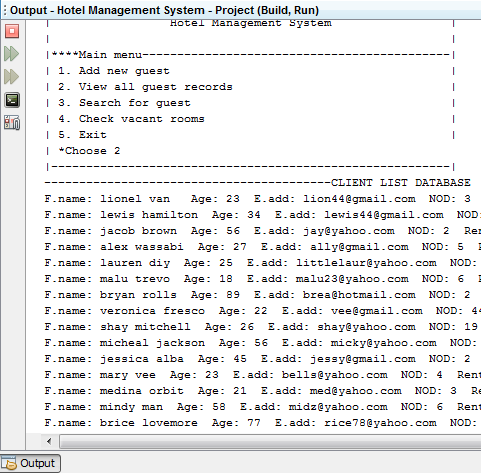 Output - Hotel Management System - Project (Build, Run)
| Hotel Management System |
| |
|****Main menu--------------------------------------------|
| 1. Add new guest |
| 2. View all guest records |
| 3. Search for guest |
| 4. Check vacant rooms |
| 5. Exit |
| *Choose 2
|---------------------------------------------------------|
-----------------------------------------CLIENT LIST DATABASE
F.name: lionel van Age: 23 E.add: lion44@gmail.com NOD: 3
F.name: lewis hamilton Age: 34 E.add: lewis44@gmail.com NOD:
F.name: jacob brown Age: 56 E.add: jay@yahoo.com NOD: 2 Ren
F.name: alex wassabi Age: 27 E.add: ally@gmail.com NOD: 5 R
F.name: lauren diy Age: 25 E.add: littlelaur@yahoo.com NOD:
F.name: malu trevo Age: 18 E.add: malu23@yahoo.com NOD: 6 R
F.name: bryan rolls Age: 89 E.add: brea@hotmail.com NOD: 2
F.name: veronica fresco Age: 22 E.add: vee@gmail.com NOD: 44
F.name: shay mitchell Age: 26 E.add: shay@yahoo.com NOD: 19
F.name: micheal jackson Age: 56 E.add: micky@yahoo.com NOD:
F.name: jessica alba Age: 45 E.add: jessy@gmail.com NOD: 2
F.name: mary vee Age: 23 E.add: bells@yahoo.com NOD: 4 Rent
F.name: medina orbit Age: 21 E.add: med@yahoo.com NOD: 3 Re
F.name: mindy man Age: 58 E.add: midz@yahoo.com NOD: 6 Rent
F.name: brice lovemore Age: 77 E.add: rice78@yahoo.com NOD:
Output